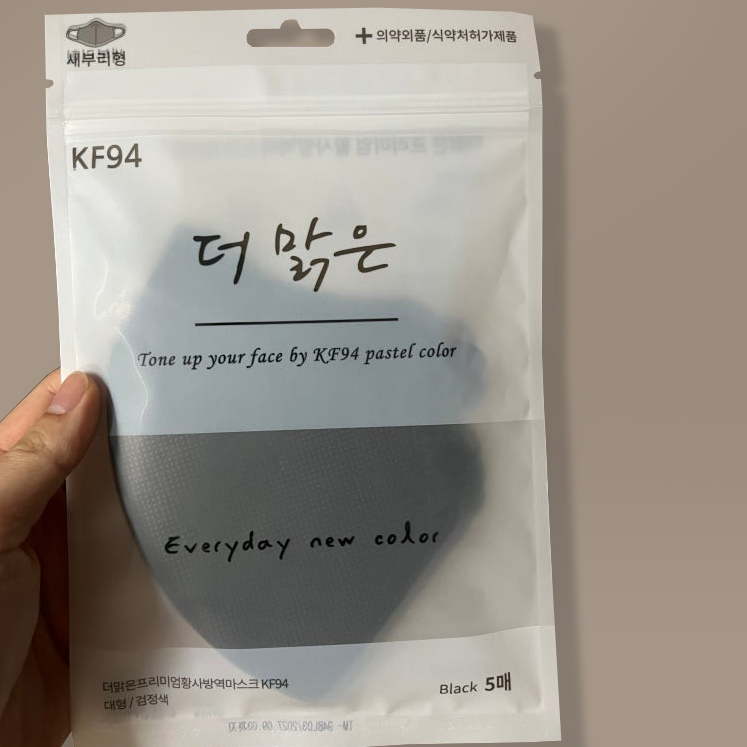 새부리형
의약외품/식약처허가제품
KF94
더 맑은
Tone up your face by KF94 pastel color
Everyday new color
더맑은프리미엄황사방역마스크 KF94
대형 / 검정색
Black 5매